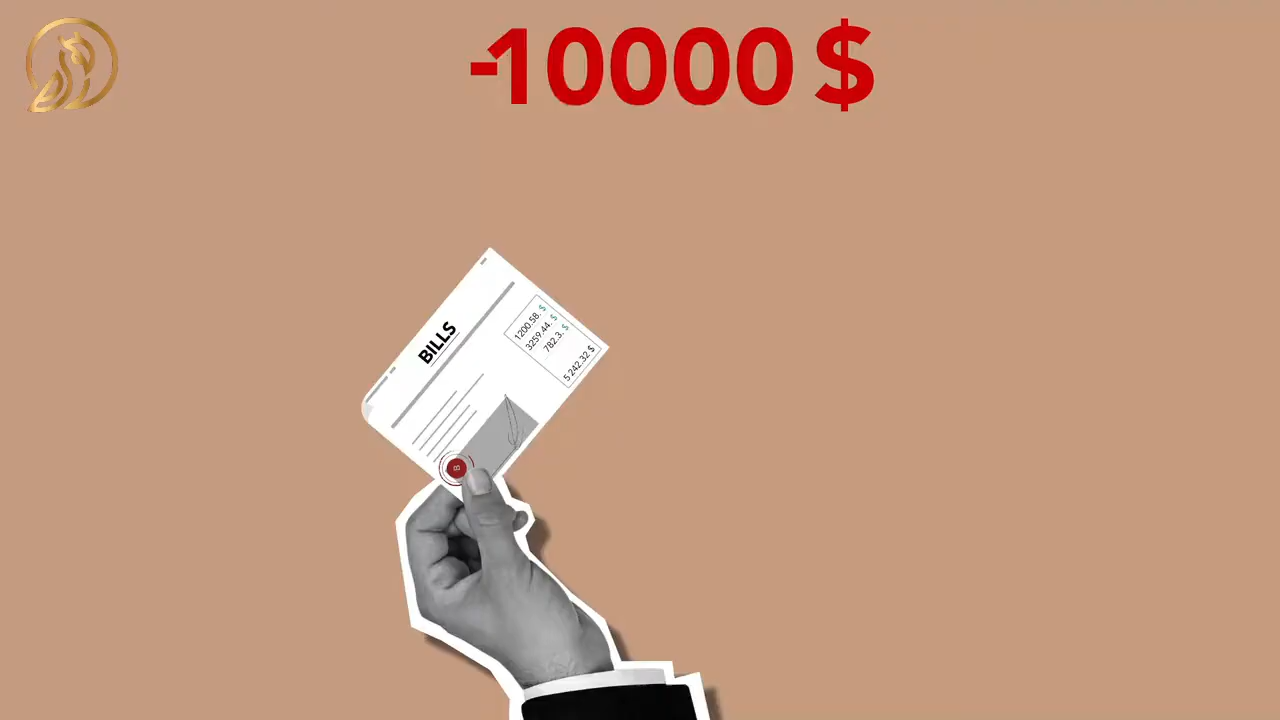 -10000 $
BILLS
1200.58. $
3259.44. $
782.3. $
5 242.32 $
B